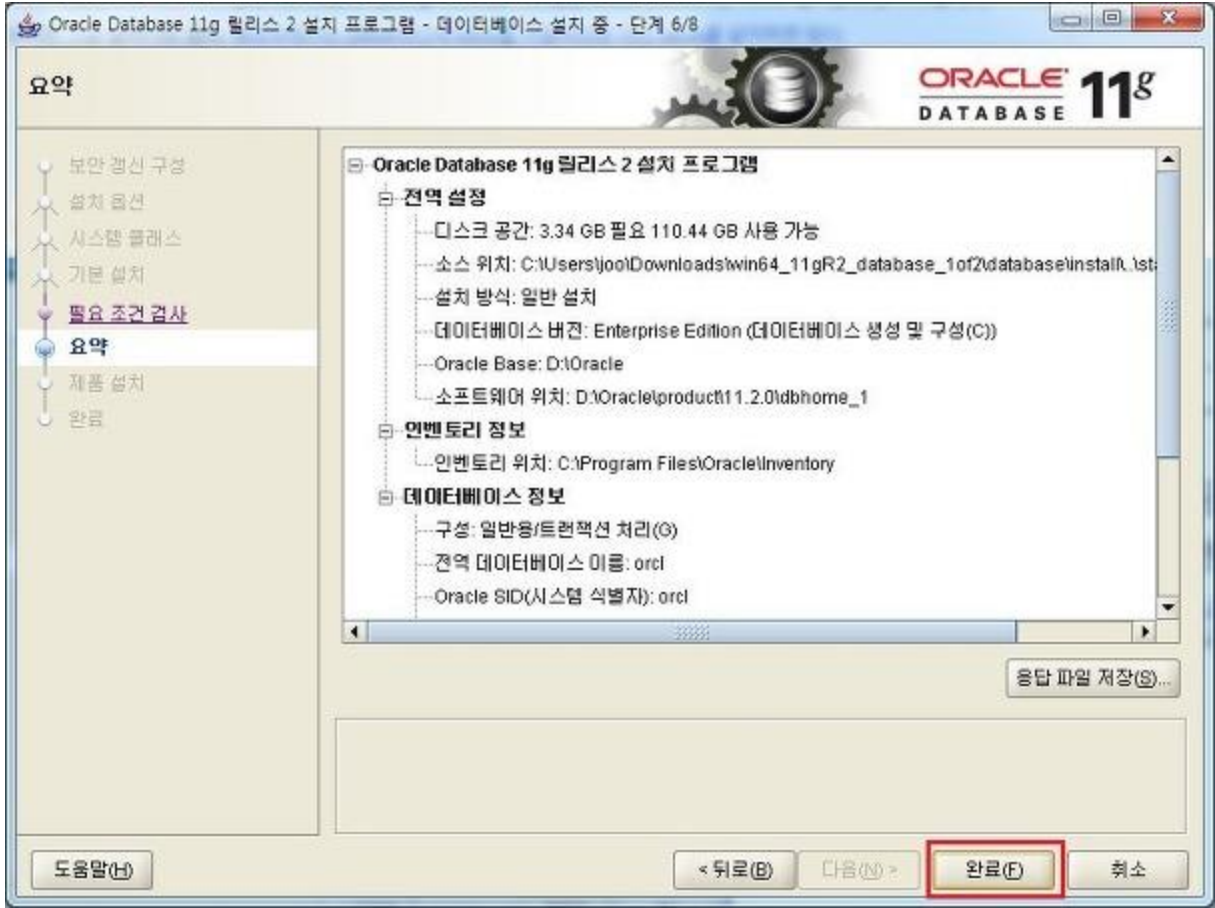 Oracle Database 11g 릴리스 2 설치 프로그램 - 데이터베이스 설치 중 - 단계 6/8
요약
ORACLE 11g
DATABASE
보안 갱신 구성
설치 옵션
시스템 클래스
기본 설치
필요 조건 검사
요약
제품 설치
완료
Oracle Database 11g 릴리스 2 설치 프로그램
전역 설정
디스크 공간: 3.34 GB 필요 110.44 GB 사용 가능
소스 위치: C:\Users\joo\Downloads\win64_11gR2_database_1of2\database\install\..\sta
설치 방식: 일반 설치
데이터베이스 버전: Enterprise Edition (데이터베이스 생성 및 구성(C))
Oracle Base: D:\Oracle
소프트웨어 위치: D:\Oracle\product\11.2.0\dbhome_1
인벤토리 정보
인벤토리 위치: C:\Program Files\Oracle\Inventory
데이터베이스 정보
구성: 일반용/트랜잭션 처리(G)
전역 데이터베이스 이름: orcl
Oracle SID(시스템 식별자): orcl
응답 파일 저장(S)...
도움말(H)
< 뒤로(B)
다음(N) >
완료(F)
취소